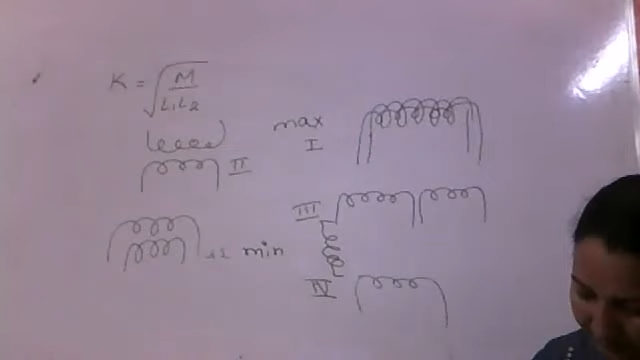 K = √M/L₁L₂
max
I
II
III
min
IV